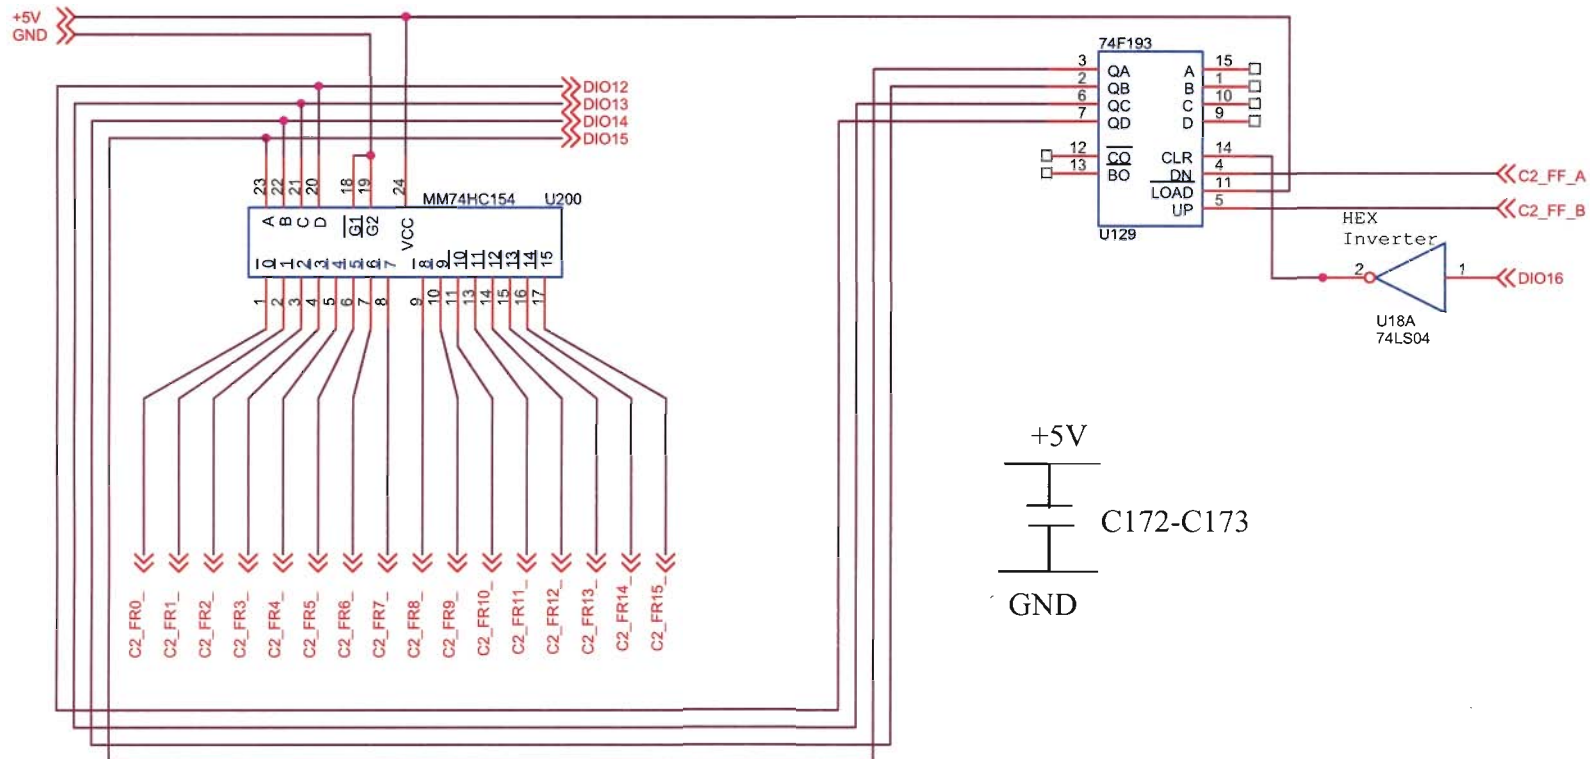 +5V
GND
DIO12
DIO13
DIO14
DIO15
23 22 21 20 18 19 24
MM74HC154 U200
A B C D G1 G2 VCC
0 1 2 3 4 5 6 7 8 9 10 11 12 13 14 15
1 2 3 4 5 6 7 8 9 10 11 13 14 15 16 17
C2_FR0_
C2_FR1_
C2_FR2_
C2_FR3_
C2_FR4_
C2_FR5_
C2_FR6_
C2_FR7_
C2_FR8_
C2_FR9_
C2_FR10_
C2_FR11_
C2_FR12_
C2_FR13_
C2_FR14_
C2_FR15_
74F193
3 QA A 15
2 QB B 1
6 QC C 10
7 QD D 9
12 CO CLR 14
13 BO DN 4
LOAD 11
UP 5
U129
C2_FF_A
C2_FF_B
HEX
Inverter
2 1
DIO16
U18A
74LS04
+5V
C172-C173
GND